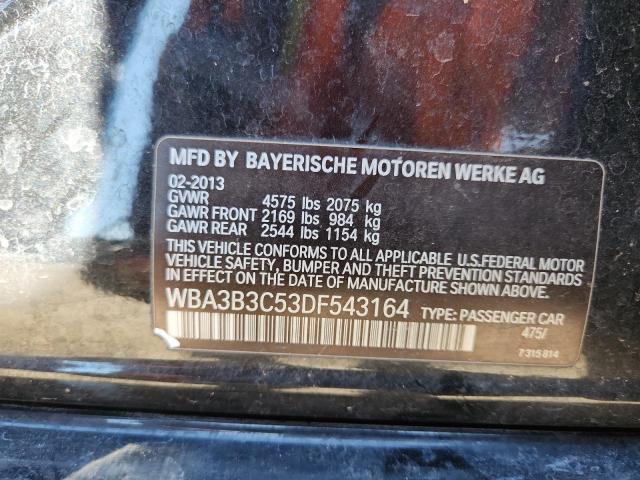 MFD BY BAYERISCHE MOTOREN WERKE AG
02-2013
GVWR 4575 lbs 2075 kg
GAWR FRONT 2169 lbs 984 kg
GAWR REAR 2544 lbs 1154 kg
THIS VEHICLE CONFORMS TO ALL APPLICABLE U.S.FEDERAL MOTOR
VEHICLE SAFETY, BUMPER AND THEFT PREVENTION STANDARDS
IN EFFECT ON THE DATE OF MANUFACTURE SHOWN ABOVE.
WBA3B3C53DF543164 TYPE: PASSENGER CAR
475/
7315814